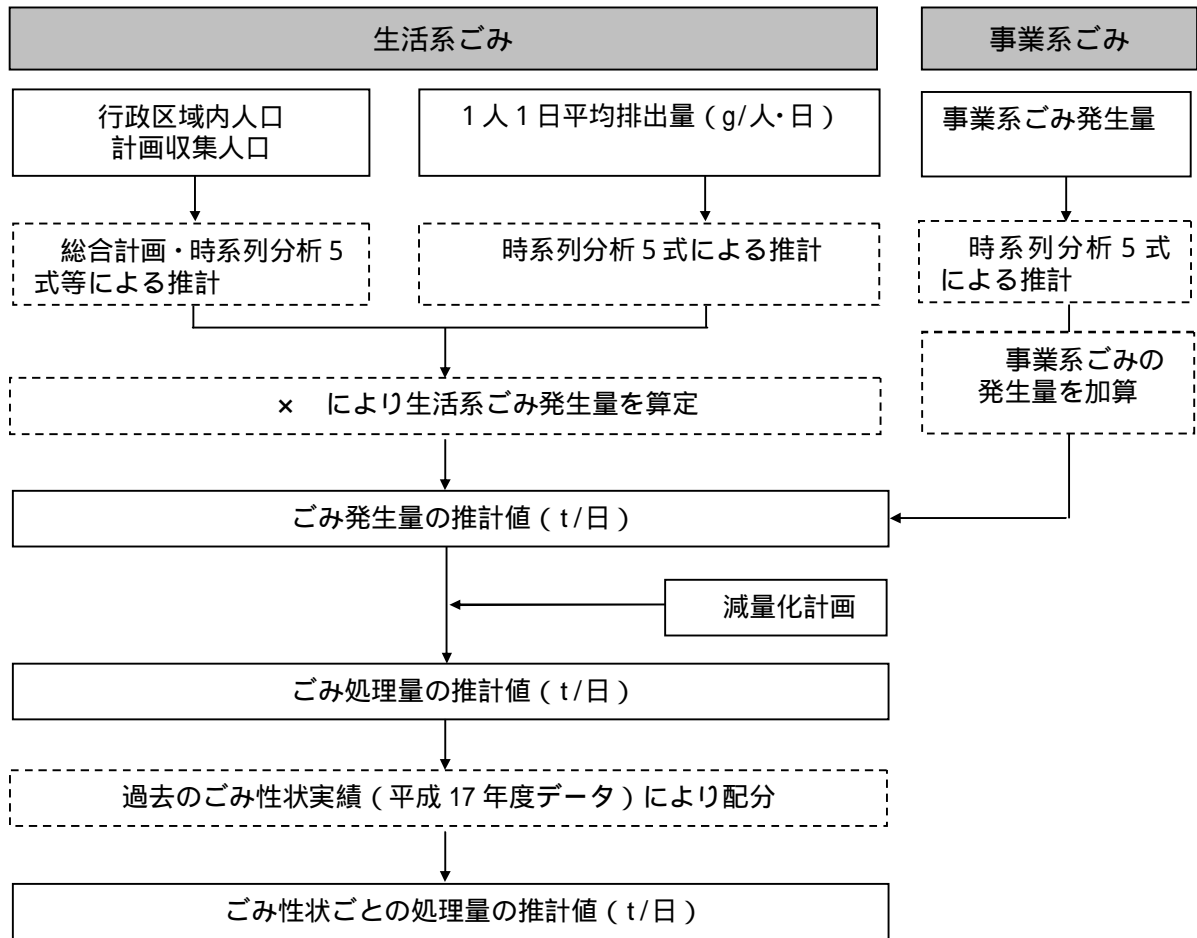 生活系ごみ
事業系ごみ
行政区域内人口
計画収集人口
1人1日平均排出量（g/人・日）
事業系ごみ発生量
総合計画・時系列分析5
式等による推計
時系列分析5式による推計
時系列分析5式
による推計
事業系ごみの
発生量を加算
× により生活系ごみ発生量を算定
ごみ発生量の推計値（t/日）
減量化計画
ごみ処理量の推計値（t/日）
過去のごみ性状実績（平成17年度データ）により配分
ごみ性状ごとの処理量の推計値（t/日）